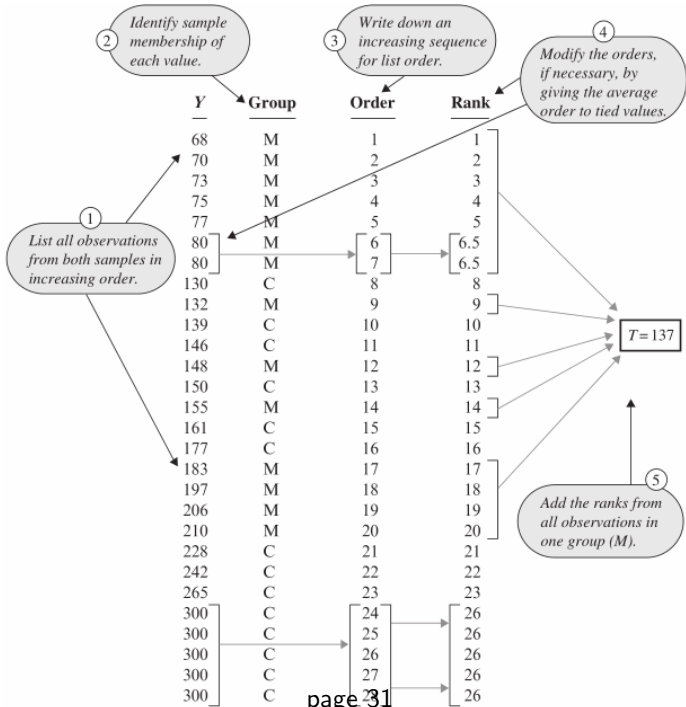 2
Identify sample
membership of
each value.
3
Write down an
increasing sequence
for list order.
4
Modify the orders,
if necessary, by
giving the average
order to tied values.
Y Group Order Rank
68 M 1 1
70 M 2 2
73 M 3 3
75 M 4 4
77 M 5 5
80 M 6 6.5
80 M 7 6.5
130 C 8 8
132 M 9 9
139 C 10 10
146 C 11 11
148 M 12 12
150 C 13 13
155 M 14 14
161 C 15 15
177 C 16 16
183 M 17 17
197 M 18 18
206 M 19 19
210 M 20 20
228 C 21 21
242 C 22 22
265 C 23 23
300 C 24 26
300 C 25 26
300 C 26 26
300 C 27 26
300 C 26
1
List all observations
from both samples in
increasing order.
T = 137
5
Add the ranks from
all observations in
one group (M).
page 31